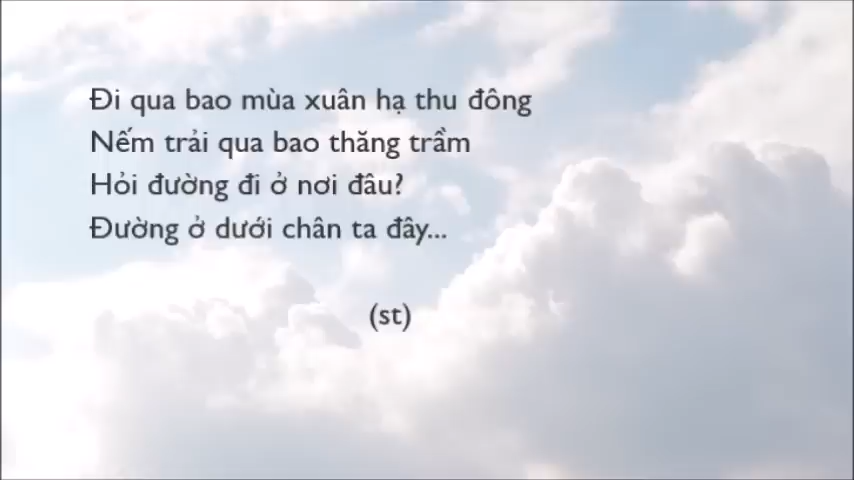 Đi qua bao mùa xuân hạ thu đông
Nếm trải qua bao thăng trầm
Hỏi đường đi ở nơi đâu?
Đường ở dưới chân ta đây...
(st)